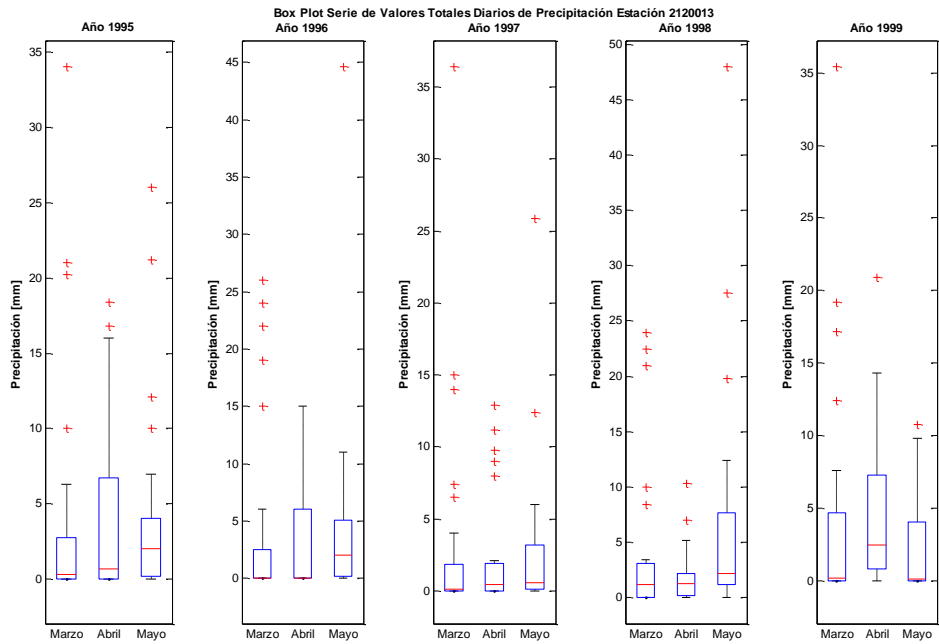 Box Plot Serie de Valores Totales Diarios de Precipitación Estación 2120013
Año 1995
Año 1996
Año 1997
Año 1998
Año 1999
Precipitación [mm]
35
30
25
20
15
10
5
0
Marzo Abril Mayo
Precipitación [mm]
45
40
35
30
25
20
15
10
5
0
Marzo Abril Mayo
Precipitación [mm]
35
30
25
20
15
10
5
0
Marzo Abril Mayo
Precipitación [mm]
50
45
40
35
30
25
20
15
10
5
0
Marzo Abril Mayo
Precipitación [mm]
35
30
25
20
15
10
5
0
Marzo Abril Mayo